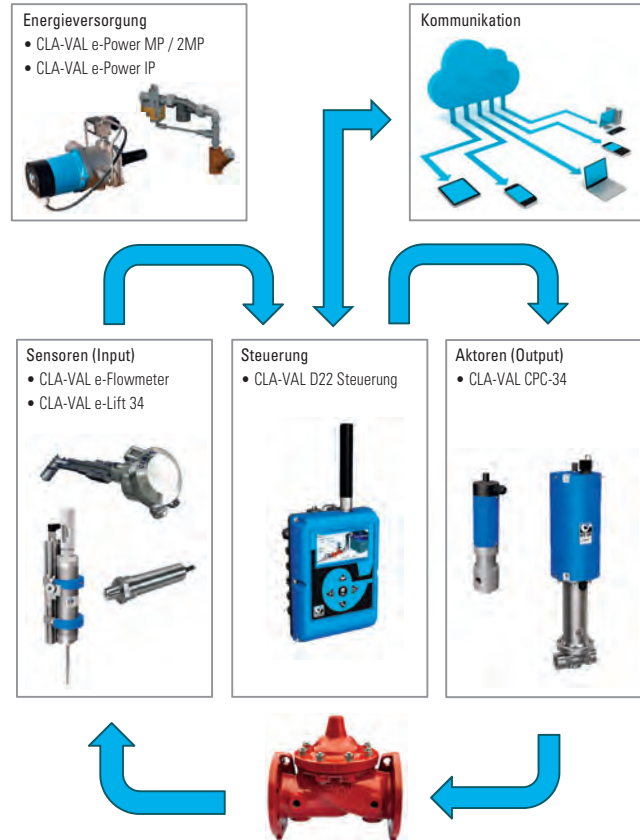 Energieversorgung
• CLA-VAL e-Power MP / 2MP
• CLA-VAL e-Power IP
Kommunikation
Sensoren (Input)
• CLA-VAL e-Flowmeter
• CLA-VAL e-Lift 34
Steuerung
• CLA-VAL D22 Steuerung
Aktoren (Output)
• CLA-VAL CPC-34